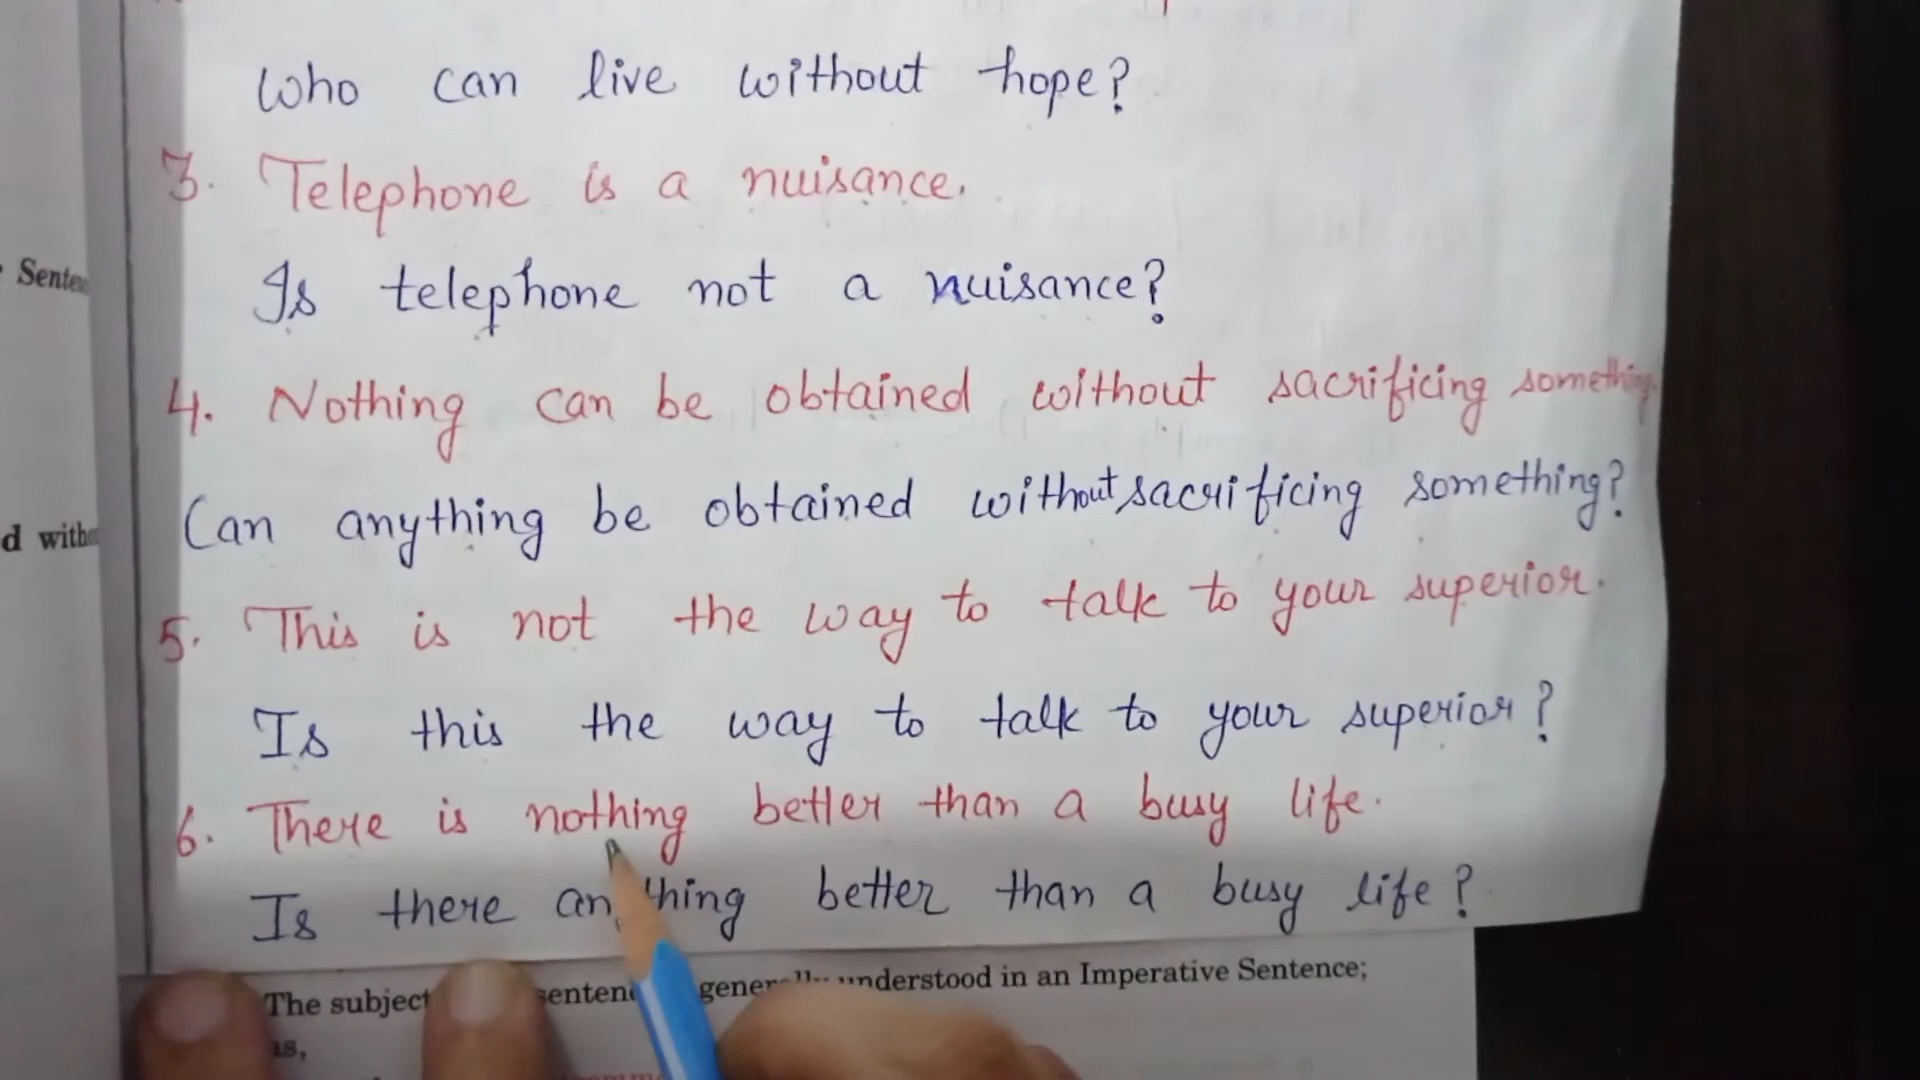 Who can live without hope?
3. Telephone is a nuisance.
Is telephone not a nuisance?
4. Nothing can be obtained without sacrificing something.
Can anything be obtained without sacrificing something?
5. This is not the way to talk to your superior.
Is this the way to talk to your superior?
6. There is nothing better than a busy life.
Is there anything better than a busy life?
The subject generally understood in an Imperative Sentence;
as,